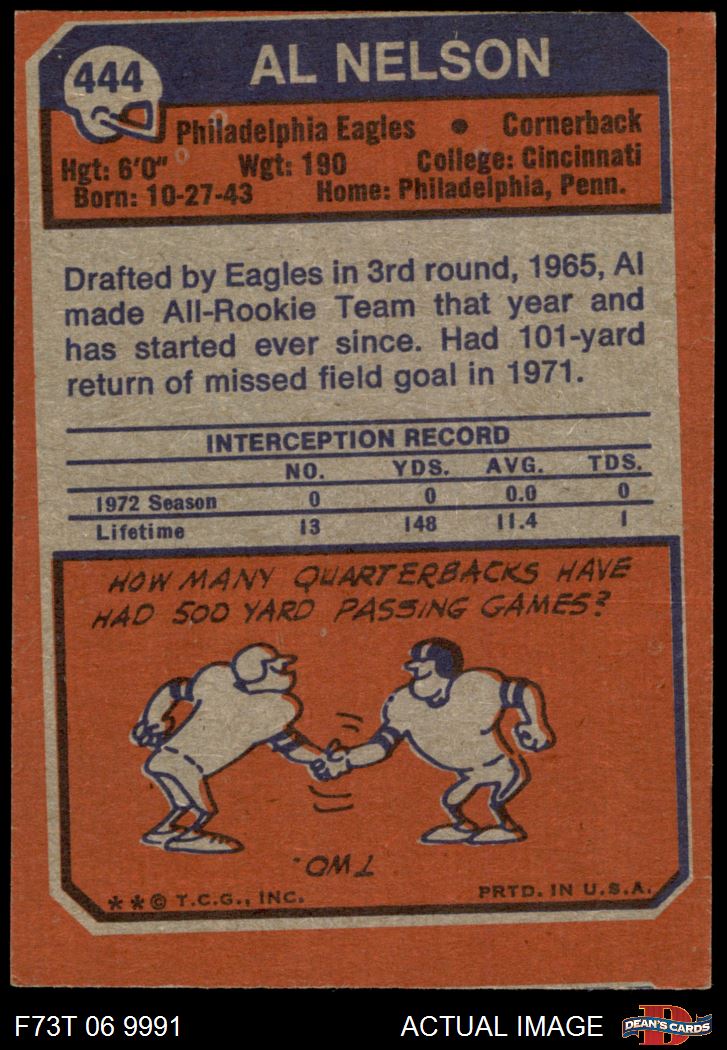 444
AL NELSON
Philadelphia Eagles • Cornerback
Hgt: 6'0" Wgt: 190 College: Cincinnati
Born: 10-27-43 Home: Philadelphia, Penn.
Drafted by Eagles in 3rd round, 1965, Al
made All-Rookie Team that year and
has started ever since. Had 101-yard
return of missed field goal in 1971.
INTERCEPTION RECORD
NO. YDS. AVG. TDS.
1972 Season 0 0 0.0 0
Lifetime 13 148 11.4 1
HOW MANY QUARTERBACKS HAVE
HAD 500 YARD PASSING GAMES?
TWO.
**© T.C.G., INC. PRTD. IN U.S.A.
F73T 06 9991 ACTUAL IMAGE
D
DEAN'S CARDS